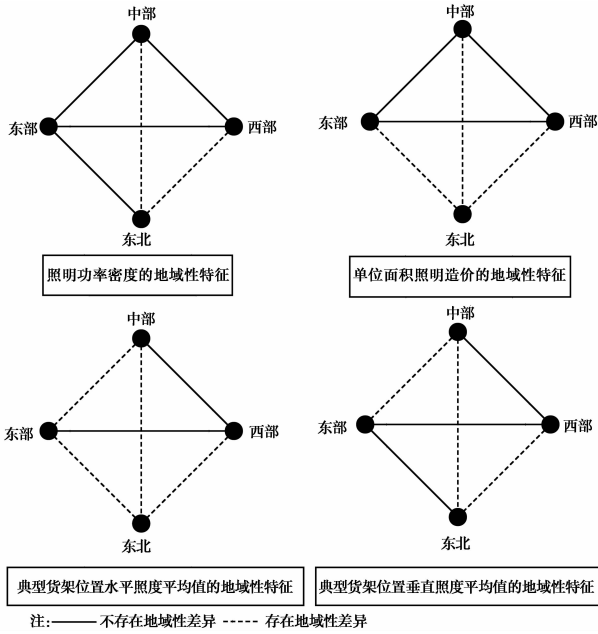 中部
东部
西部
东北
照明功率密度的地域性特征
中部
东部
西部
东北
单位面积照明造价的地域性特征
中部
东部
西部
东北
典型货架位置水平照度平均值的地域性特征
中部
东部
西部
东北
典型货架位置垂直照度平均值的地域性特征
注: 不存在地域性差异 存在地域性差异